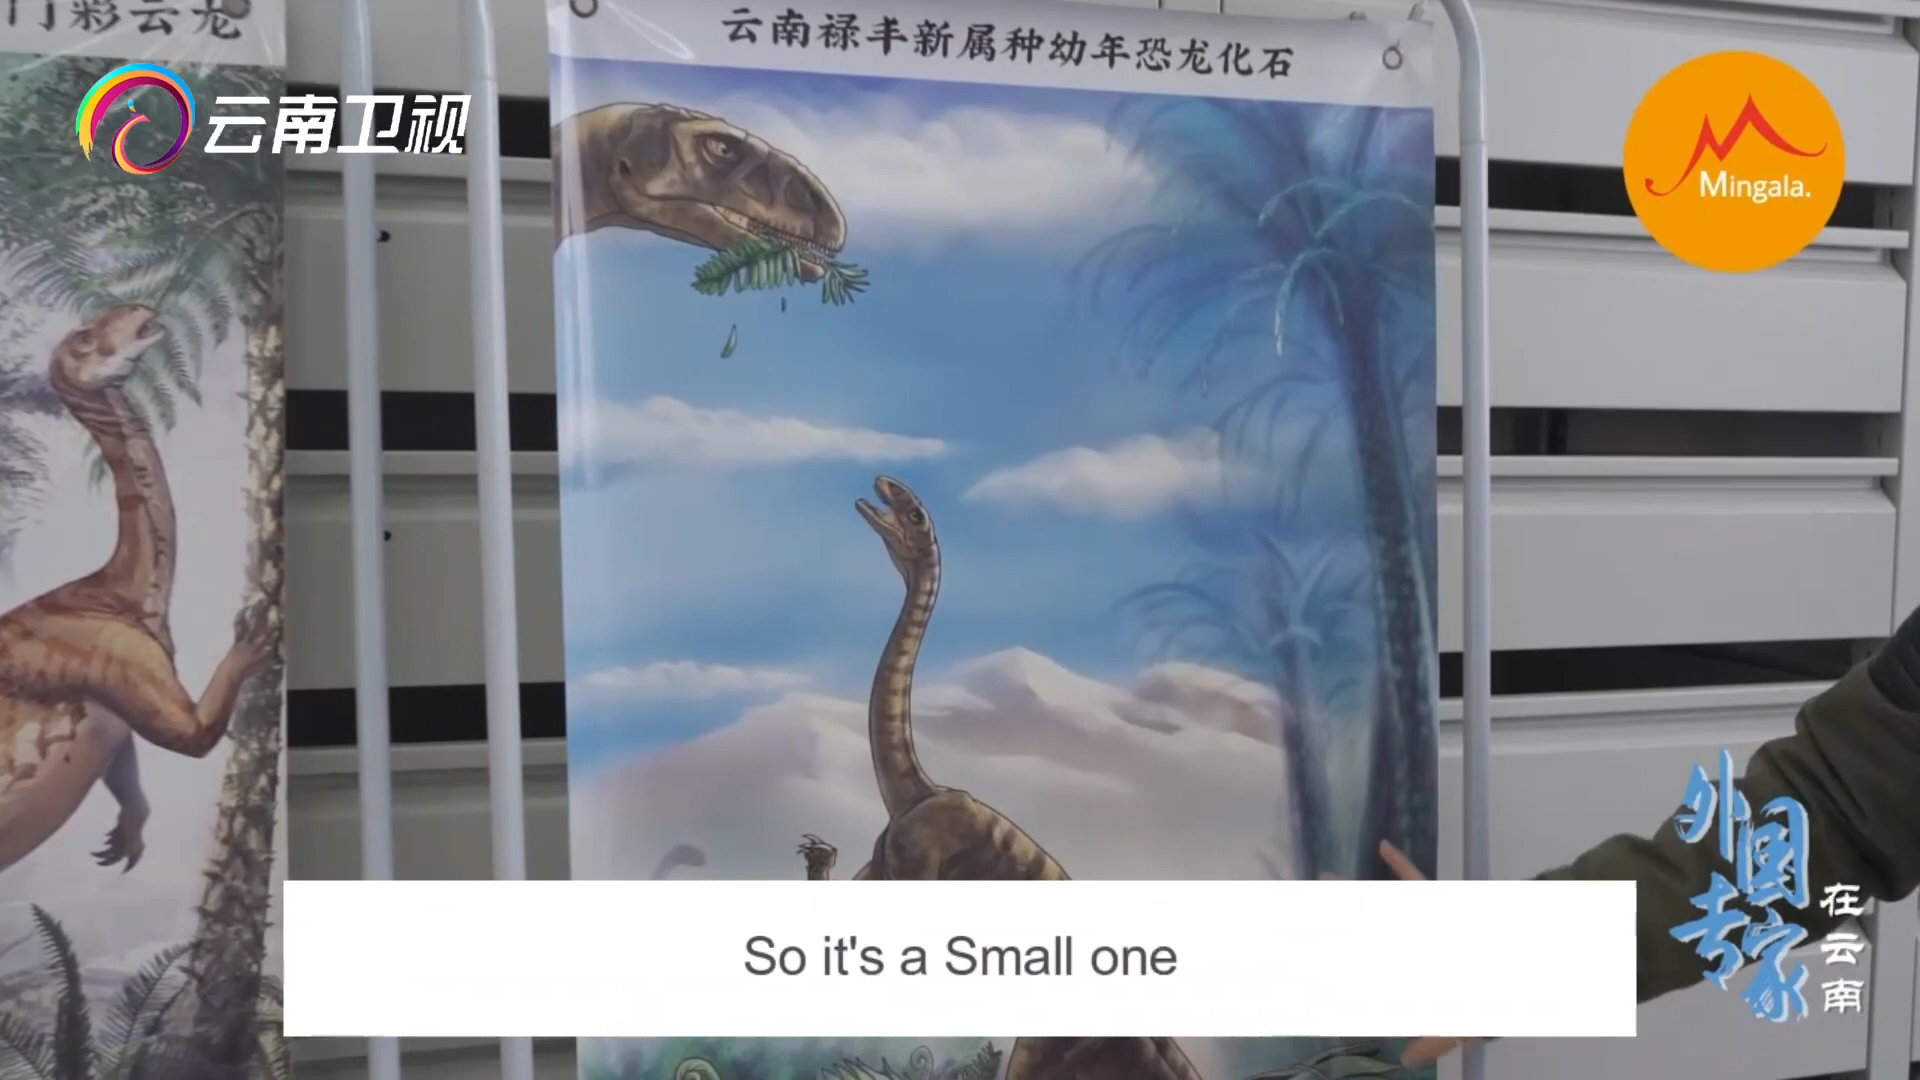 门彩云龙
云南禄丰新属种幼年恐龙化石
云南卫视
Mingala.
外国专家
在云南
So it's a Small one